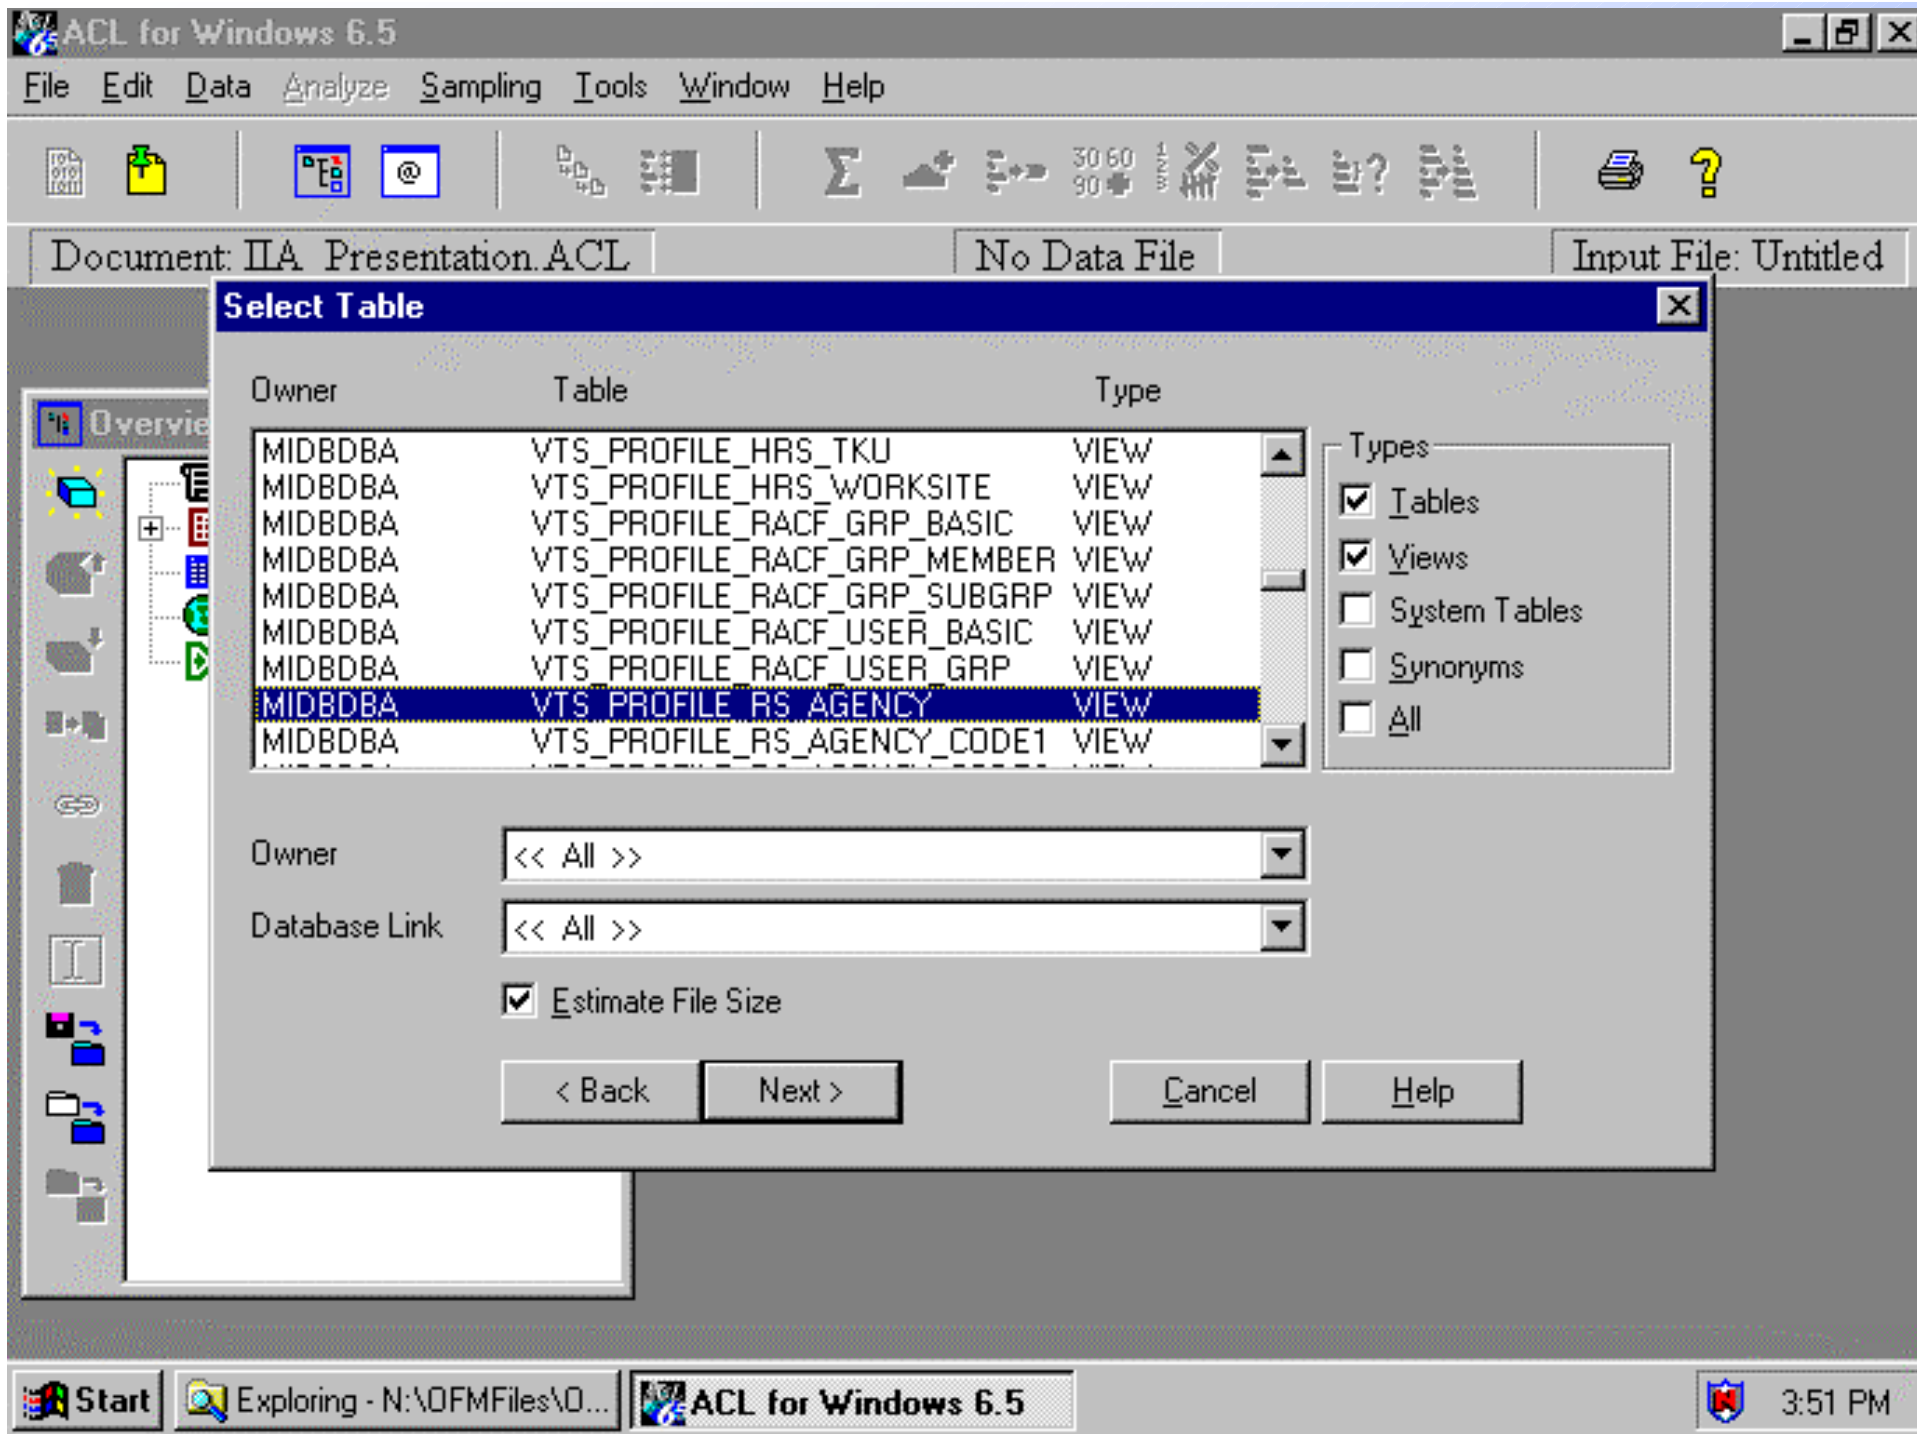 ACL for Windows 6.5
File Edit Data Analyze Sampling Tools Window Help
@ 30 60 90 ?
Document: IIA Presentation.ACL No Data File Input File: Untitled
Select Table
Owner Table Type
MIDBDBA VTS_PROFILE_HRS_TKU VIEW
MIDBDBA VTS_PROFILE_HRS_WORKSITE VIEW
MIDBDBA VTS_PROFILE_RACF_GRP_BASIC VIEW
MIDBDBA VTS_PROFILE_RACF_GRP_MEMBER VIEW
MIDBDBA VTS_PROFILE_RACF_GRP_SUBGRP VIEW
MIDBDBA VTS_PROFILE_RACF_USER_BASIC VIEW
MIDBDBA VTS_PROFILE_RACF_USER_GRP VIEW
MIDBDBA VTS_PROFILE_RS_AGENCY VIEW
MIDBDBA VTS_PROFILE_RS_AGENCY_CODE1 VIEW
Types
Tables
Views
System Tables
Synonyms
All
Overvie
Owner << All >>
Database Link << All >>
Estimate File Size
< Back Next > Cancel Help
Start Exploring - N:\OFMFiles\O... ACL for Windows 6.5 3:51 PM